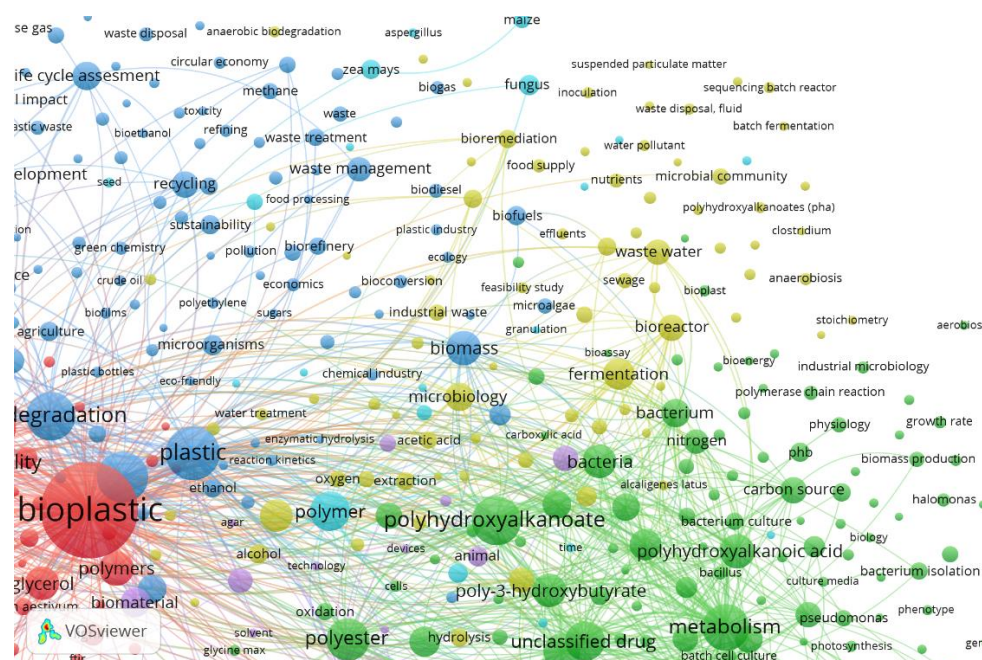 maize
se gas
waste disposal
anaerobic biodegradation
aspergillus
circular economy
zea mays
suspended particulate matter
ife cycle assesment
methane
biogas
fungus
inoculation
sequencing batch reactor
l impact
toxicity
waste
waste disposal, fluid
astic waste
bioethanol
refining
waste treatment
bioremediation
batch fermentation
water pollutant
elopment
seed
recycling
waste management
food supply
nutrients
microbial community
food processing
biodiesel
polyhydroxyalkanoates (pha)
sustainability
biofuels
ion
green chemistry
pollution
biorefinery
plastic industry
effluents
clostridium
ecology
waste water
ce
crude oil
economics
bioconversion
feasibility study
sewage
bioplast
anaerobiosis
biofilms
polyethylene
sugars
industrial waste
microalgae
agriculture
granulation
bioreactor
stoichiometry
aerobios
microorganisms
biomass
bioassay
plastic bottles
eco-friendly
chemical industry
fermentation
bioenergy
industrial microbiology
microbiology
polymerase chain reaction
degradation
water treatment
bacterium
physiology
growth rate
enzymatic hydrolysis
acetic acid
carboxylic acid
nitrogen
lity
plastic
reaction kinetics
bacteria
phb
biomass production
ethanol
oxygen
extraction
alcaligenes latus
carbon source
halomonas
bioplastic
agar
polymer
polyhydroxyalkanoate
bacterium culture
biology
alcohol
devices
animal
time
polyhydroxyalkanoic acid
glycerol
polymers
technology
cells
poly-3-hydroxybutyrate
bacillus
culture media
bacterium isolation
n aestivum
biomaterial
oxidation
phenotype
VOSviewer
solvent
polyester
hydrolysis
unclassified drug
metabolism
pseudomonas
ftir
glycine max
batch cell culture
photosynthesis
ger